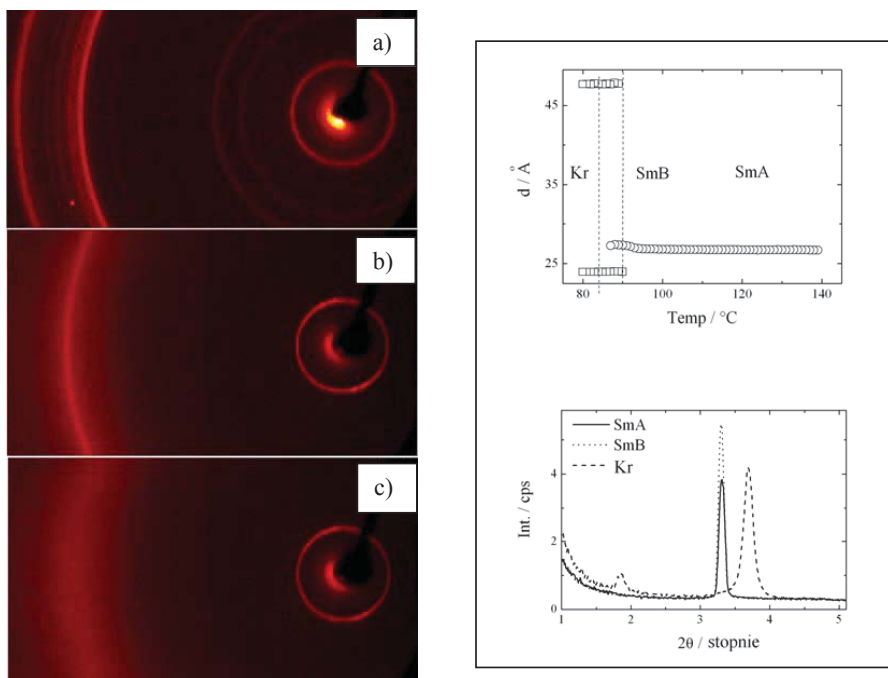 a)
b)
c)
d / Å
45
35
25
Kr
SmB
SmA
80
100
120
140
Temp / °C
Int. / cps
4
2
0
SmA
SmB
Kr
1
2
3
4
5
2θ / stopnie